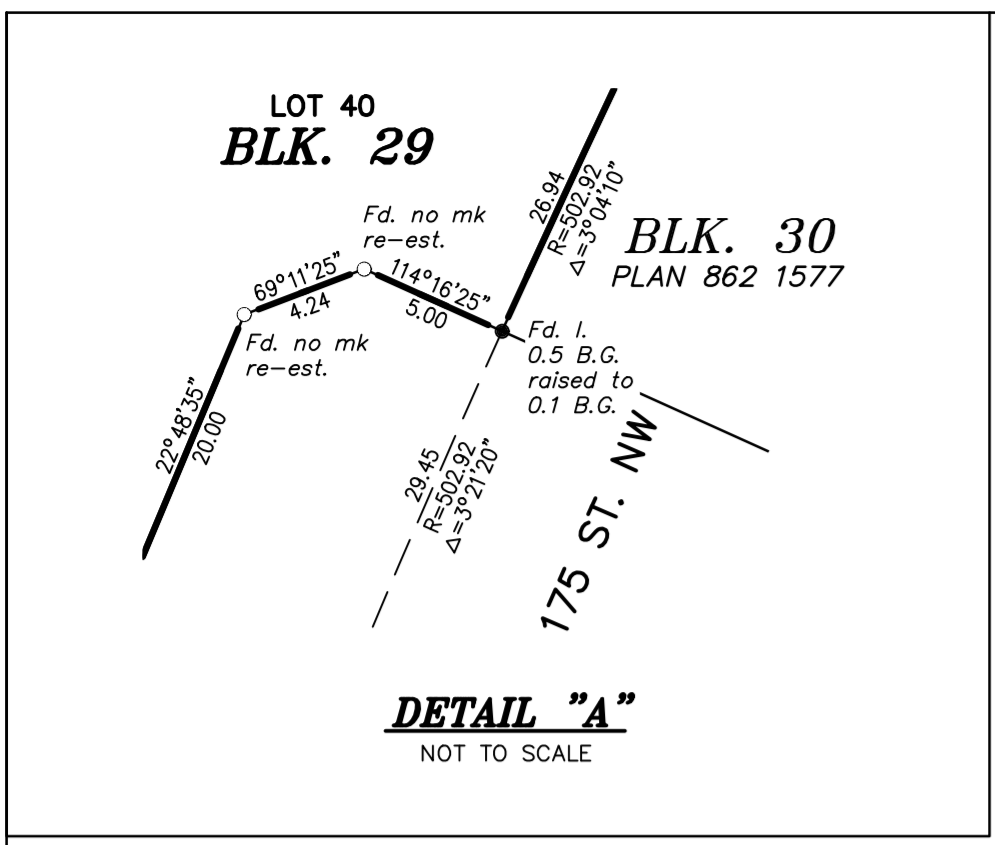 LOT 40
BLK. 29
Fd. no mk
re-est.
26.94
R=502.92
Δ=3°04'10"
BLK. 30
PLAN 862 1577
69°11'25"
4.24
114°16'25"
5.00
Fd. no mk
re-est.
Fd. I.
0.5 B.G.
raised to
0.1 B.G.
22°48'35"
20.00
29.45
R=502.92
Δ=3°21'20"
175 ST. NW
DETAIL "A"
NOT TO SCALE